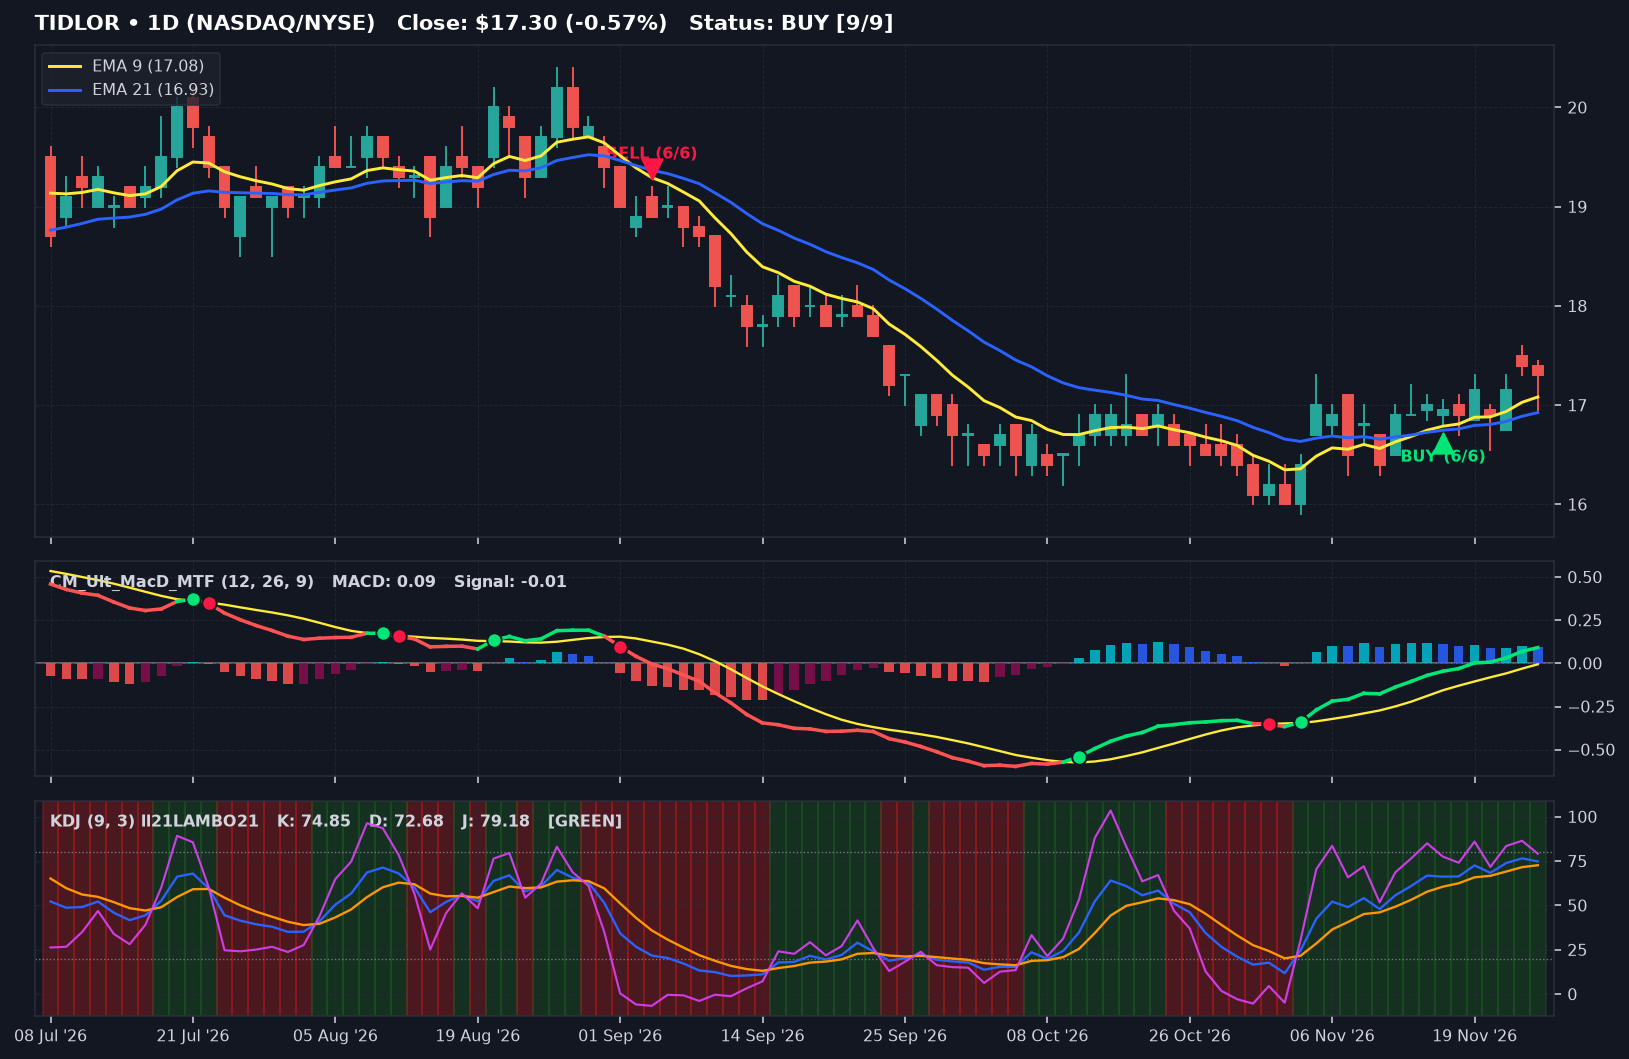 TIDLOR • 1D (NASDAQ/NYSE)   Close: $17.30 (-0.57%)   Status: BUY [9/9]
EMA 9 (17.08)
EMA 21 (16.93)
20
19
18
17
16
SELL (6/6)
BUY (6/6)
CM_Ult_MacD_MTF (12, 26, 9)   MACD: 0.09   Signal: -0.01
0.50
0.25
0.00
−0.25
−0.50
KDJ (9, 3) II21LAMBO21   K: 74.85   D: 72.68   J: 79.18   [GREEN]
100
75
50
25
0
08 Jul '26   21 Jul '26   05 Aug '26   19 Aug '26   01 Sep '26   14 Sep '26   25 Sep '26   08 Oct '26   26 Oct '26   06 Nov '26   19 Nov '26